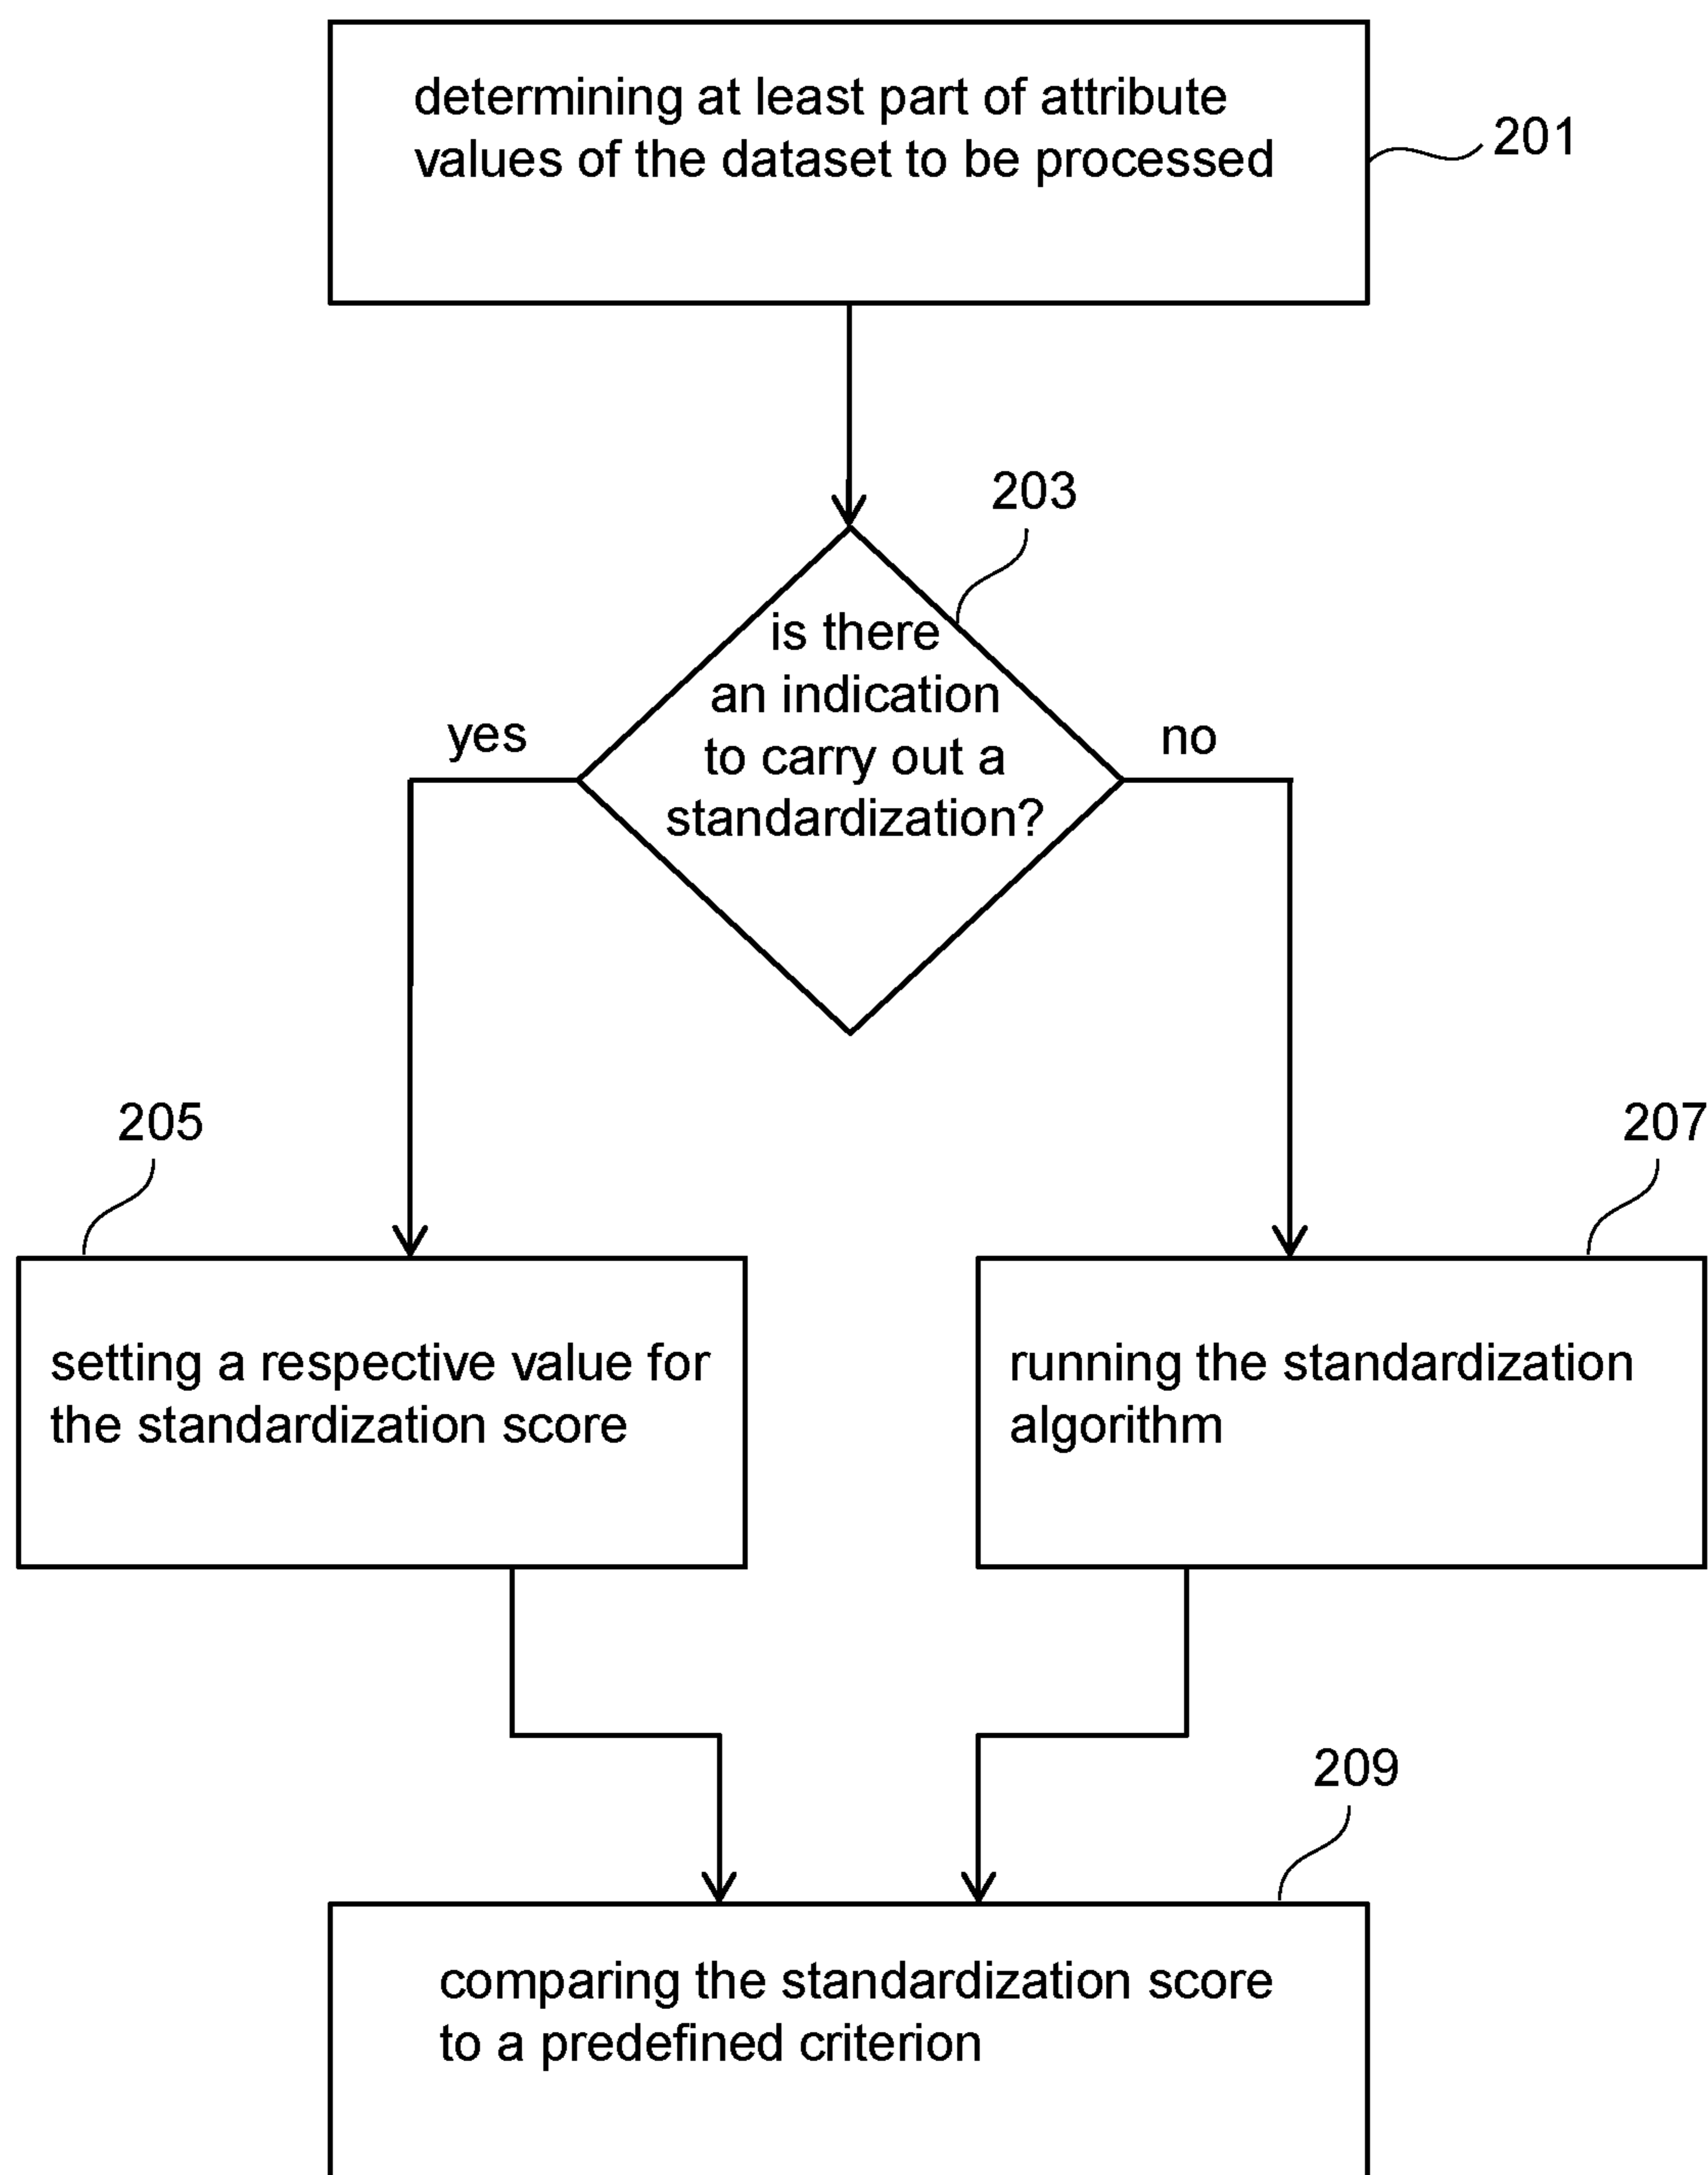 determining at least part of attribute
values of the dataset to be processed
201
203
is there
an indication
to carry out a
standardization?
yes
no
205
207
setting a respective value for
the standardization score
running the standardization
algorithm
209
comparing the standardization score
to a predefined criterion